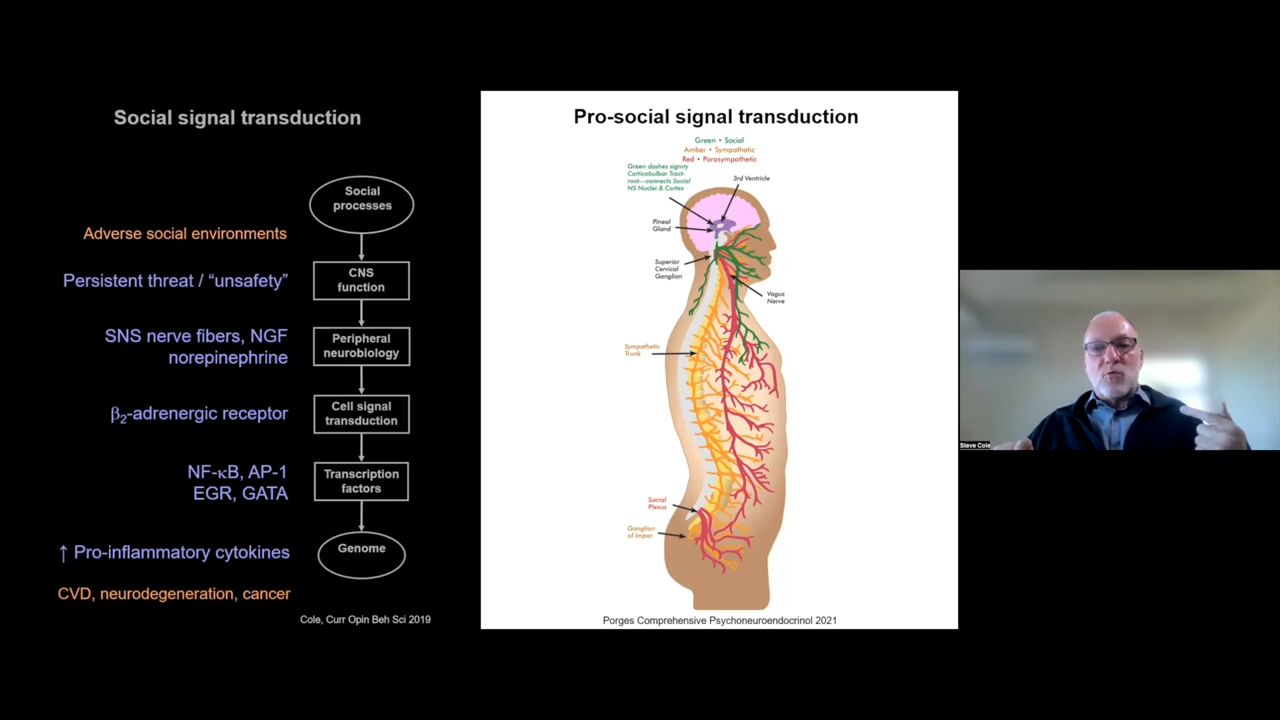 Social signal transduction
Social
processes
Adverse social environments
CNS
function
Persistent threat / “unsafety”
Peripheral
neurobiology
SNS nerve fibers, NGF
norepinephrine
Cell signal
transduction
β₂-adrenergic receptor
Transcription
factors
NF-κB, AP-1
EGR, GATA
Genome
↑ Pro-inflammatory cytokines
CVD, neurodegeneration, cancer
Cole, Curr Opin Beh Sci 2019
Pro-social signal transduction
Green • Social
Amber • Sympathetic
Red • Parasympathetic
Green dashes signify
Corticobulbar Tract-
root—connects Social
NS Nuclei & Cortex
3rd Ventricle
Pineal
Gland
Superior
Cervical
Ganglion
Vagus
Nerve
Sympathetic
Trunk
Sacral
Plexus
Ganglion
of Impar
Porges Comprehensive Psychoneuroendocrinol 2021
Steve Cole